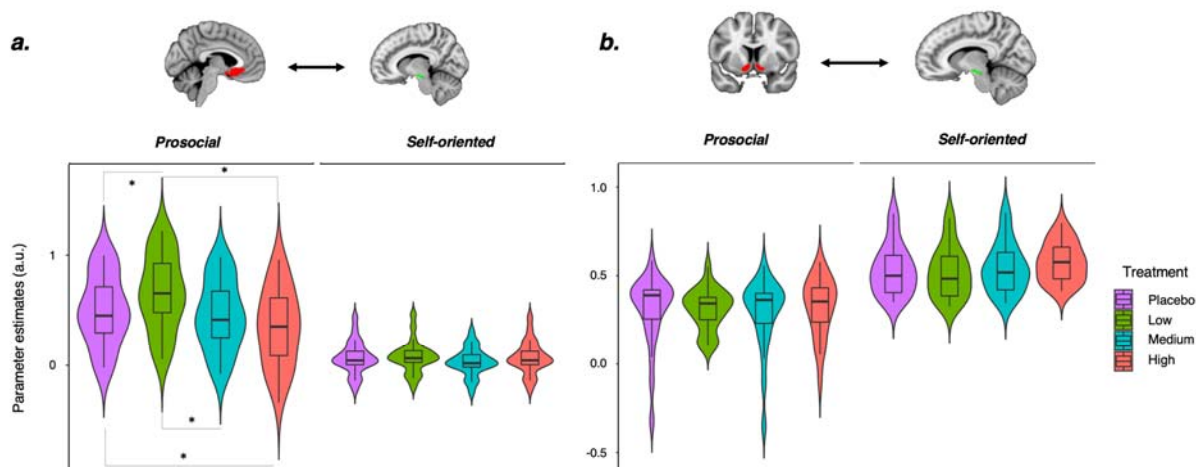 a.
b.
Prosocial
Self-oriented
Prosocial
Self-oriented
*
*
*
*
Parameter estimates (a.u.)
1
0
1.0
0.5
0.0
-0.5
Treatment
Placebo
Low
Medium
High